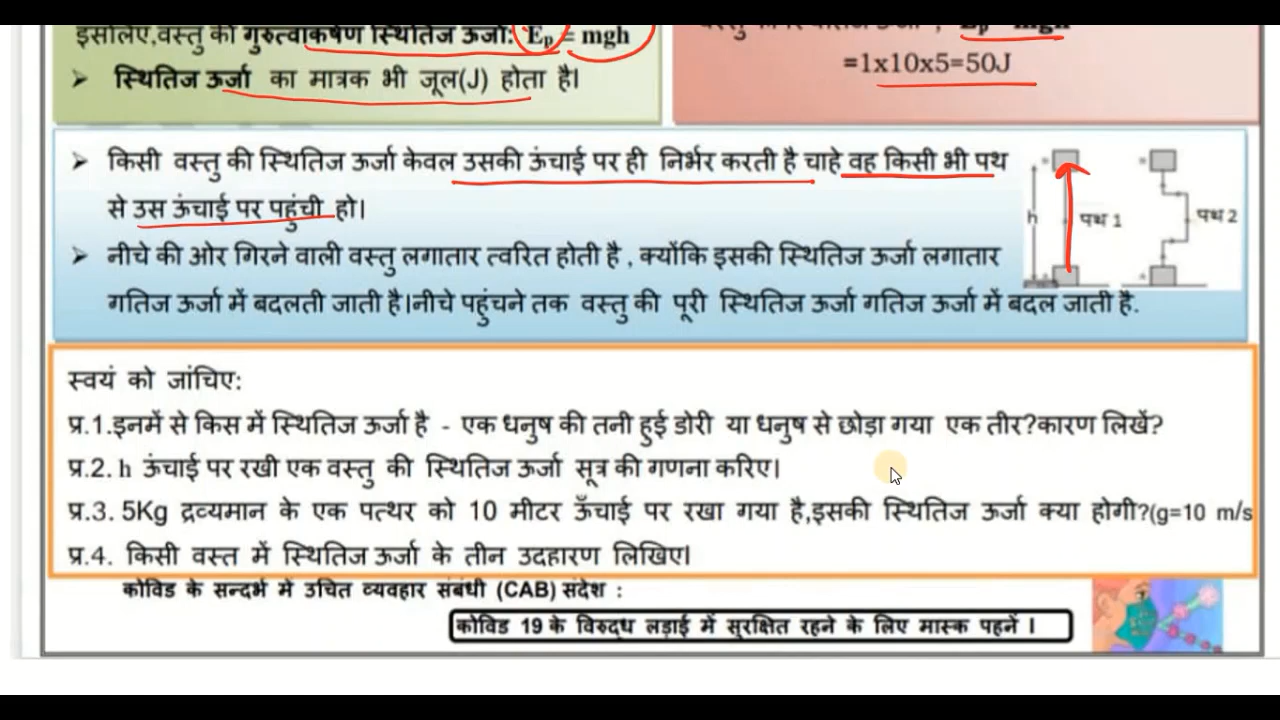 इसलिए,वस्तु की गुरुत्वाकर्षण स्थितिज ऊर्जा: Ep = mgh
➢ स्थितिज ऊर्जा का मात्रक भी जूल(J) होता है।
Ep = mgh
=1x10x5=50J
➢ किसी वस्तु की स्थितिज ऊर्जा केवल उसकी ऊंचाई पर ही निर्भर करती है चाहे वह किसी भी पथ
से उस ऊंचाई पर पहुंची हो।
➢ नीचे की ओर गिरने वाली वस्तु लगातार त्वरित होती है , क्योंकि इसकी स्थितिज ऊर्जा लगातार
गतिज ऊर्जा में बदलती जाती है।नीचे पहुंचने तक वस्तु की पूरी स्थितिज ऊर्जा गतिज ऊर्जा में बदल जाती है.
h
पथ 1
पथ 2
स्वयं को जांचिए:
प्र.1.इनमें से किस में स्थितिज ऊर्जा है - एक धनुष की तनी हुई डोरी या धनुष से छोड़ा गया एक तीर?कारण लिखें?
प्र.2. h ऊंचाई पर रखी एक वस्तु की स्थितिज ऊर्जा सूत्र की गणना करिए।
प्र.3. 5Kg द्रव्यमान के एक पत्थर को 10 मीटर ऊँचाई पर रखा गया है,इसकी स्थितिज ऊर्जा क्या होगी?(g=10 m/s
प्र.4. किसी वस्त में स्थितिज ऊर्जा के तीन उदहारण लिखिए।
कोविड के सन्दर्भ में उचित व्यवहार संबंधी (CAB) संदेश :
कोविड 19 के विरुद्ध लड़ाई में सुरक्षित रहने के लिए मास्क पहनें ।